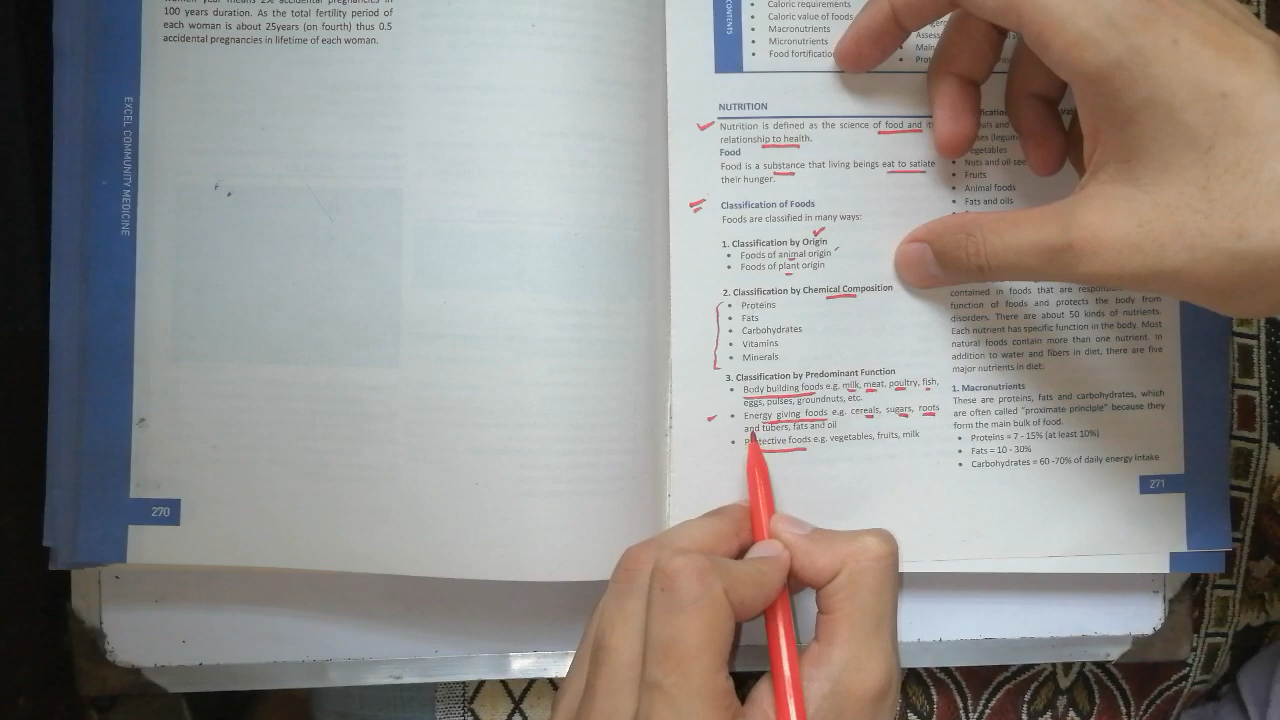 100 years duration. As the total fertility period of
each woman is about 25years (on fourth) thus 0.5
accidental pregnancies in lifetime of each woman.
EXCEL COMMUNITY MEDICINE
270
CONTENTS
• Caloric requirements
• Caloric value of foods
• Macronutrients
• Micronutrients
• Food fortification
NUTRITION
Nutrition is defined as the science of food and its
relationship to health.
Food
Food is a substance that living beings eat to satiate
their hunger.
Classification of Foods
Foods are classified in many ways:
1. Classification by Origin
• Foods of animal origin
• Foods of plant origin
2. Classification by Chemical Composition
• Proteins
• Fats
• Carbohydrates
• Vitamins
• Minerals
3. Classification by Predominant Function
• Body building foods e.g. milk, meat, poultry, fish,
eggs, pulses, groundnuts, etc.
• Energy giving foods e.g. cereals, sugars, roots
and tubers, fats and oil
• Protective foods e.g. vegetables, fruits, milk
• Nuts and oil
• Fruits
• Animal foods
• Fats and oils
contained in foods that are
function of foods and protects the body from
disorders. There are about 50 kinds of nutrients.
Each nutrient has specific function in the body. Most
natural foods contain more than one nutrient. In
addition to water and fibers in diet, there are five
major nutrients in diet.
1. Macronutrients
These are proteins, fats and carbohydrates, which
are often called "proximate principle" because they
form the main bulk of food.
• Proteins = 7 - 15% (at least 10%)
• Fats = 10 - 30%
• Carbohydrates = 60 -70% of daily energy intake
271